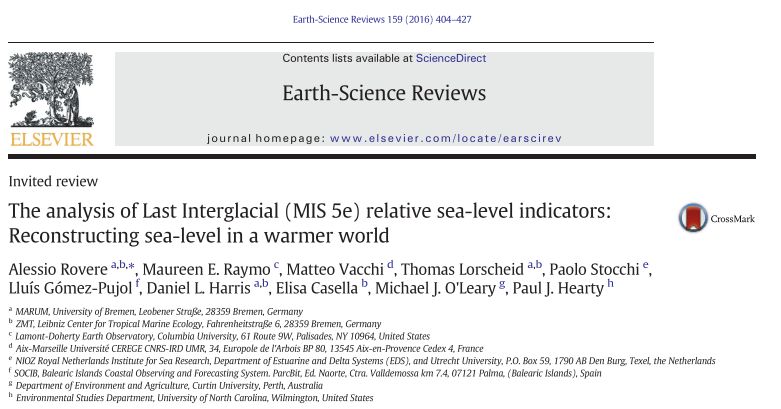 Earth-Science Reviews 159 (2016) 404–427
Contents lists available at ScienceDirect
Earth-Science Reviews
journal homepage: www.elsevier.com/locate/earscirev
ELSEVIER
Invited review
The analysis of Last Interglacial (MIS 5e) relative sea-level indicators:
Reconstructing sea-level in a warmer world
CrossMark
Alessio Rovere a,b,*, Maureen E. Raymo c, Matteo Vacchi d, Thomas Lorscheid a,b, Paolo Stocchi e,
Lluís Gómez-Pujol f, Daniel L. Harris a,b, Elisa Casella b, Michael J. O'Leary g, Paul J. Hearty h
a MARUM, University of Bremen, Leobener Straße, 28359 Bremen, Germany
b ZMT, Leibniz Center for Tropical Marine Ecology, Fahrenheitstraße 6, 28359 Bremen, Germany
c Lamont-Doherty Earth Observatory, Columbia University, 61 Route 9W, Palisades, NY 10964, United States
d Aix-Marseille Université CEREGE CNRS-IRD UMR, 34, Europole de l'Arbois BP 80, 13545 Aix-en-Provence Cedex 4, France
e NIOZ Royal Netherlands Institute for Sea Research, Department of Estuarine and Delta Systems (EDS), and Utrecht University, P.O. Box 59, 1790 AB Den Burg, Texel, the Netherlands
f SOCIB, Balearic Islands Coastal Observing and Forecasting System. ParcBit, Ed. Naorte, Ctra. Valldemossa km 7.4, 07121 Palma, (Balearic Islands), Spain
g Department of Environment and Agriculture, Curtin University, Perth, Australia
h Environmental Studies Department, University of North Carolina, Wilmington, United States